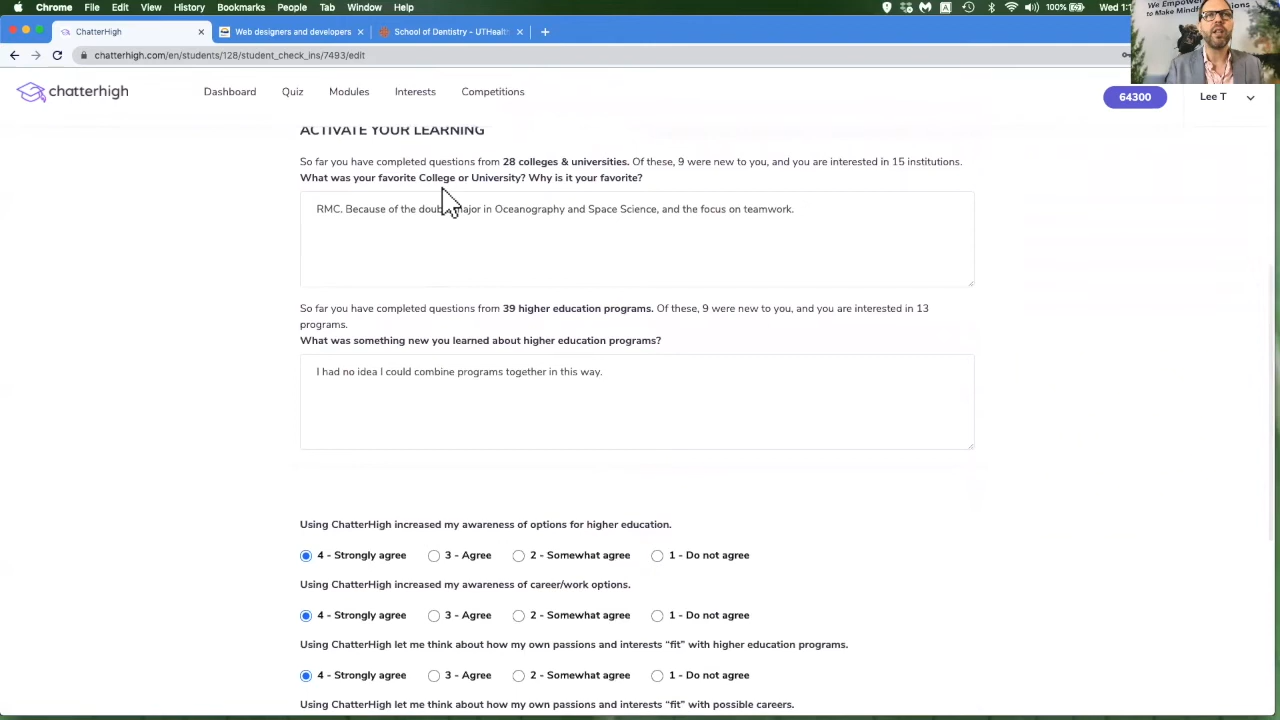 Chrome File Edit View History Bookmarks People Tab Window Help 100% Wed 1
We Empower
to Make Mindf
ChatterHigh Web designers and developers School of Dentistry - UTHealt
chatterhigh.com/en/students/128/student_check_ins/7493/edit
chatterhigh Dashboard Quiz Modules Interests Competitions 64300 Lee T
ACTIVATE YOUR LEARNING
So far you have completed questions from 28 colleges & universities. Of these, 9 were new to you, and you are interested in 15 institutions.
What was your favorite College or University? Why is it your favorite?
RMC. Because of the double major in Oceanography and Space Science, and the focus on teamwork.
So far you have completed questions from 39 higher education programs. Of these, 9 were new to you, and you are interested in 13
programs.
What was something new you learned about higher education programs?
I had no idea I could combine programs together in this way.
Using ChatterHigh increased my awareness of options for higher education.
4 - Strongly agree 3 - Agree 2 - Somewhat agree 1 - Do not agree
Using ChatterHigh increased my awareness of career/work options.
4 - Strongly agree 3 - Agree 2 - Somewhat agree 1 - Do not agree
Using ChatterHigh let me think about how my own passions and interests “fit” with higher education programs.
4 - Strongly agree 3 - Agree 2 - Somewhat agree 1 - Do not agree
Using ChatterHigh let me think about how my own passions and interests “fit” with possible careers.